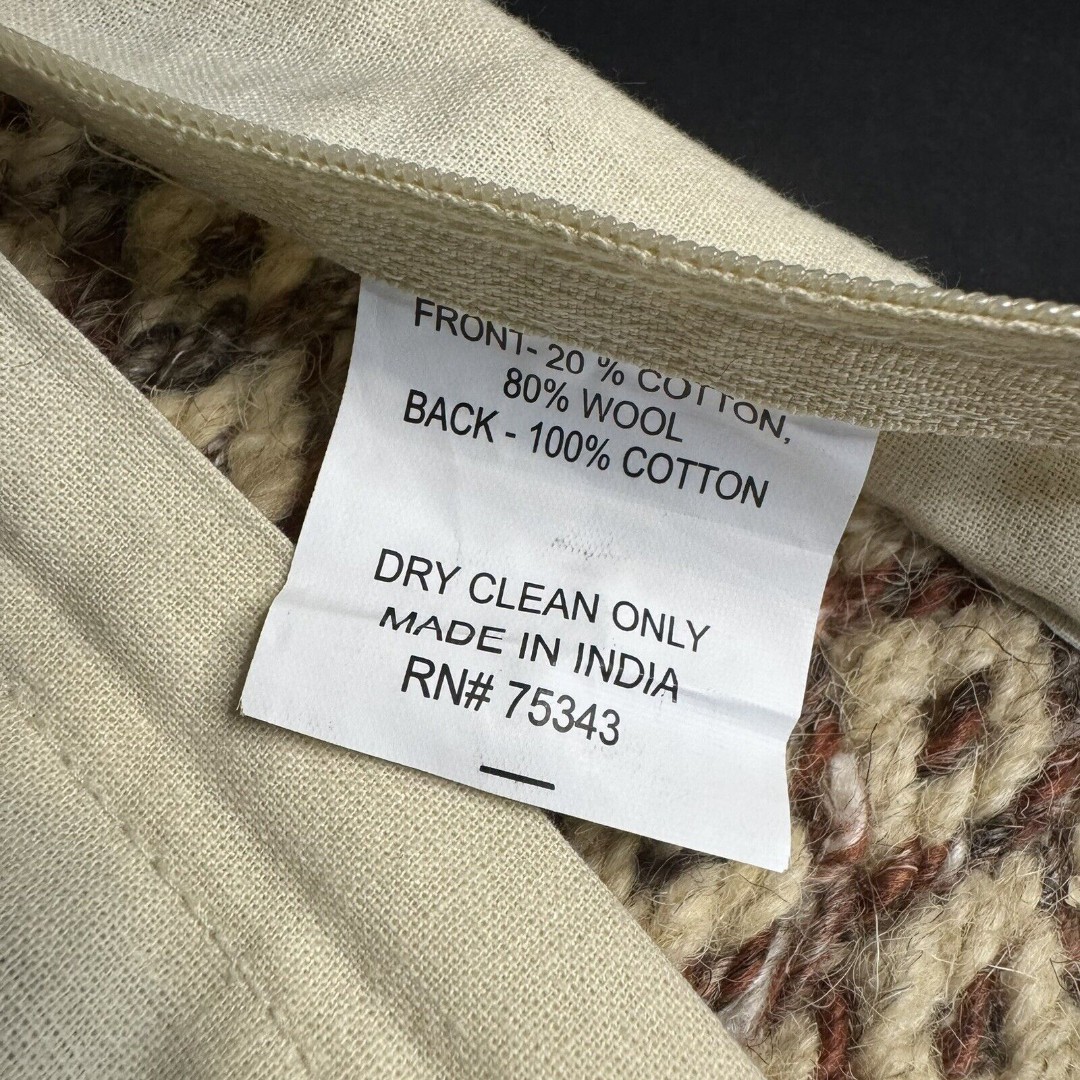 FRONT- 20 % COTTON,
80% WOOL
BACK - 100% COTTON
DRY CLEAN ONLY
MADE IN INDIA
RN# 75343